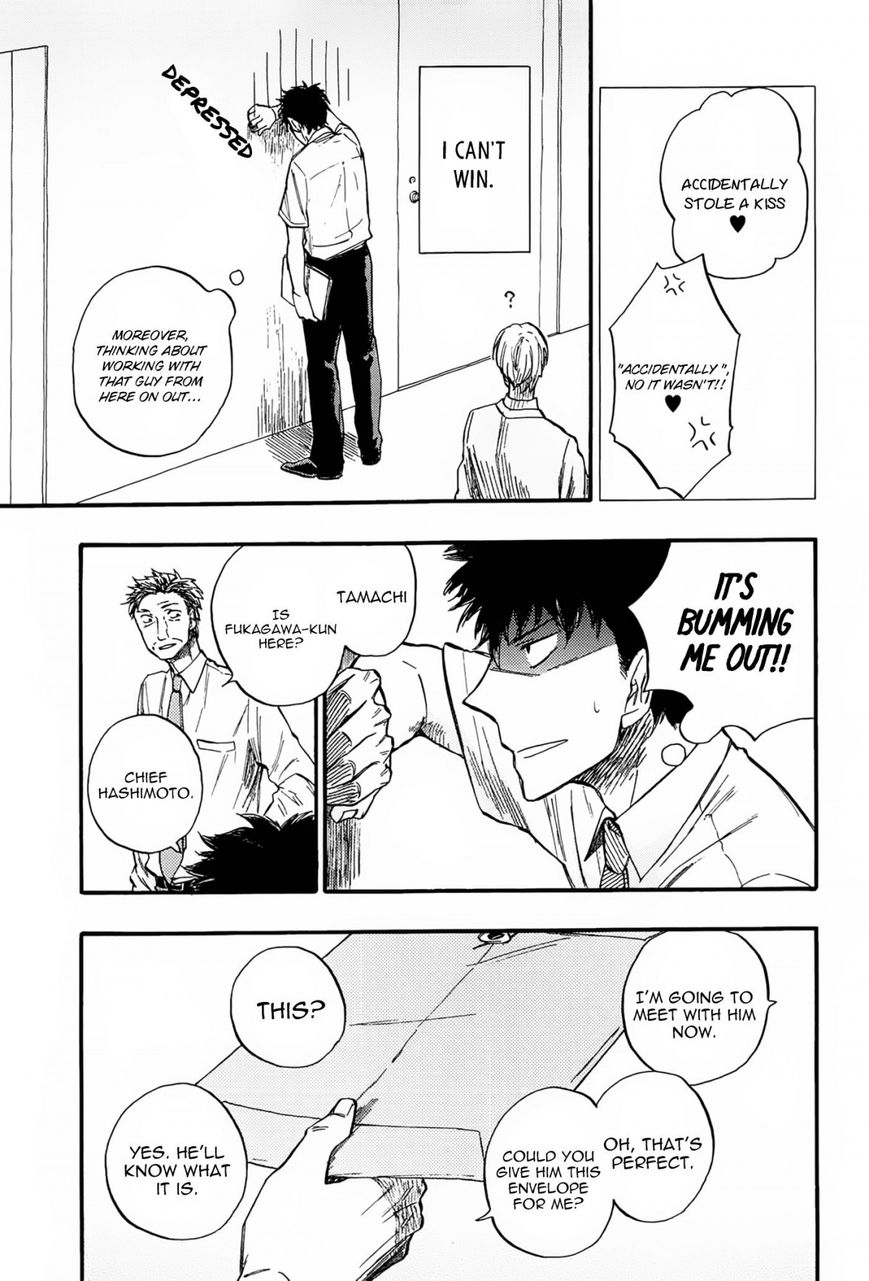 ACCIDENTALLY
STOLE A KISS
♥
"ACCIDENTALLY",
NO IT WASN'T!!
♥
I CAN'T
WIN.
DEPRESSED
?
MOREOVER,
THINKING ABOUT
WORKING WITH
THAT GUY FROM
HERE ON OUT...
IT'S
BUMMING
ME OUT!!
TAMACHI
IS
FUKAGAWA-KUN
HERE?
CHIEF
HASHIMOTO.
I'M GOING TO
MEET WITH HIM
NOW.
OH, THAT'S
PERFECT.
COULD YOU
GIVE HIM THIS
ENVELOPE
FOR ME?
THIS?
YES. HE'LL
KNOW WHAT
IT IS.